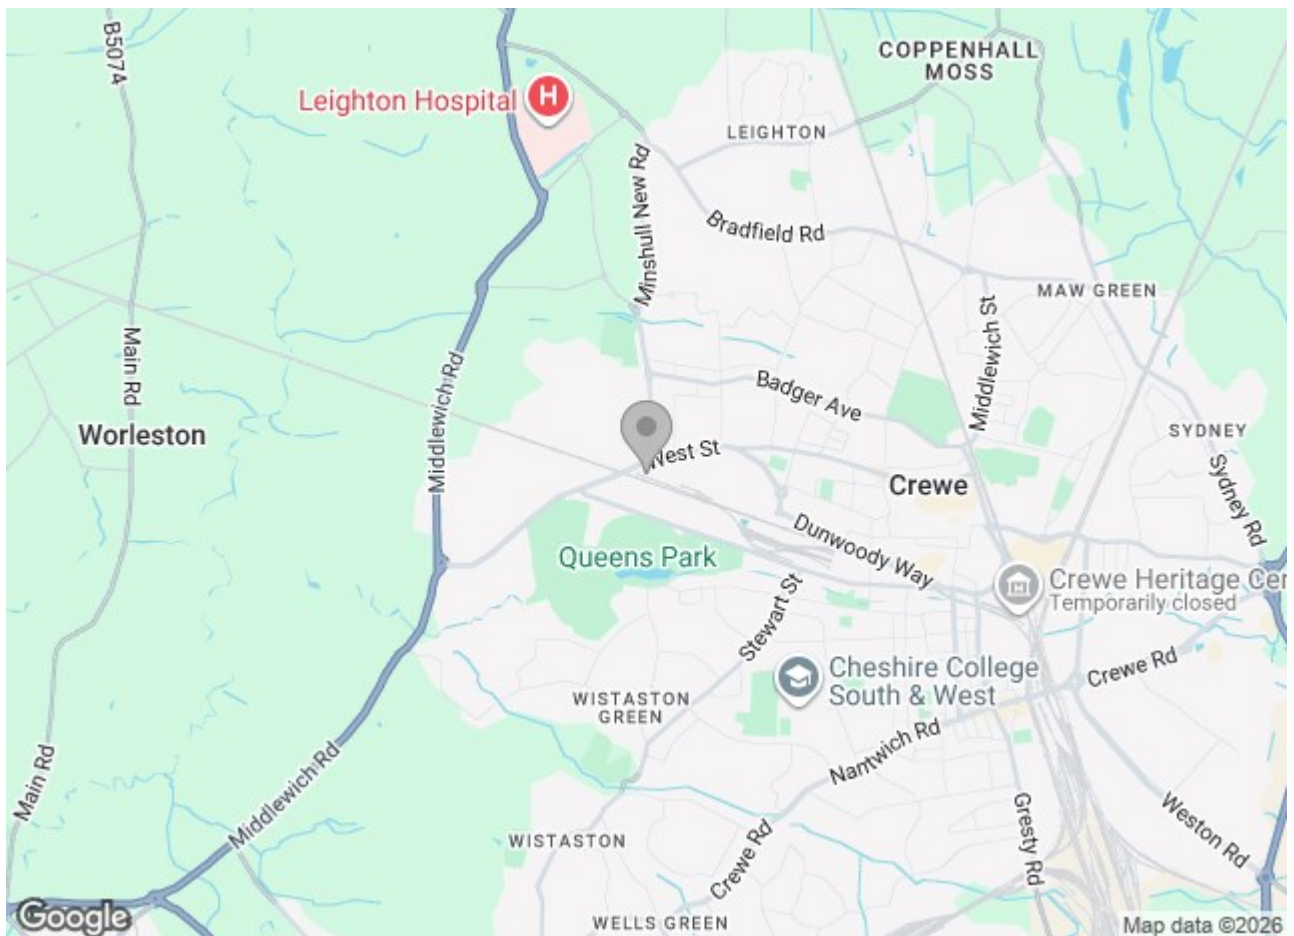 B5074
COPPENHALL
MOSS
Leighton Hospital
H
LEIGHTON
Minshull New Rd
Bradfield Rd
MAW GREEN
Main Rd
Middlewich Rd
Middlewich St
Badger Ave
Worleston
West St
SYDNEY
Crewe
Sydney Rd
Dunwoody Way
Queens Park
Crewe Heritage Cer
Temporarily closed
Stewart St
Cheshire College
South & West
Crewe Rd
WISTASTON
GREEN
Nantwich Rd
Main Rd
Middlewich Rd
Gresty Rd
Weston Rd
WISTASTON
Crewe Rd
WELLS GREEN
Google
Map data ©2026